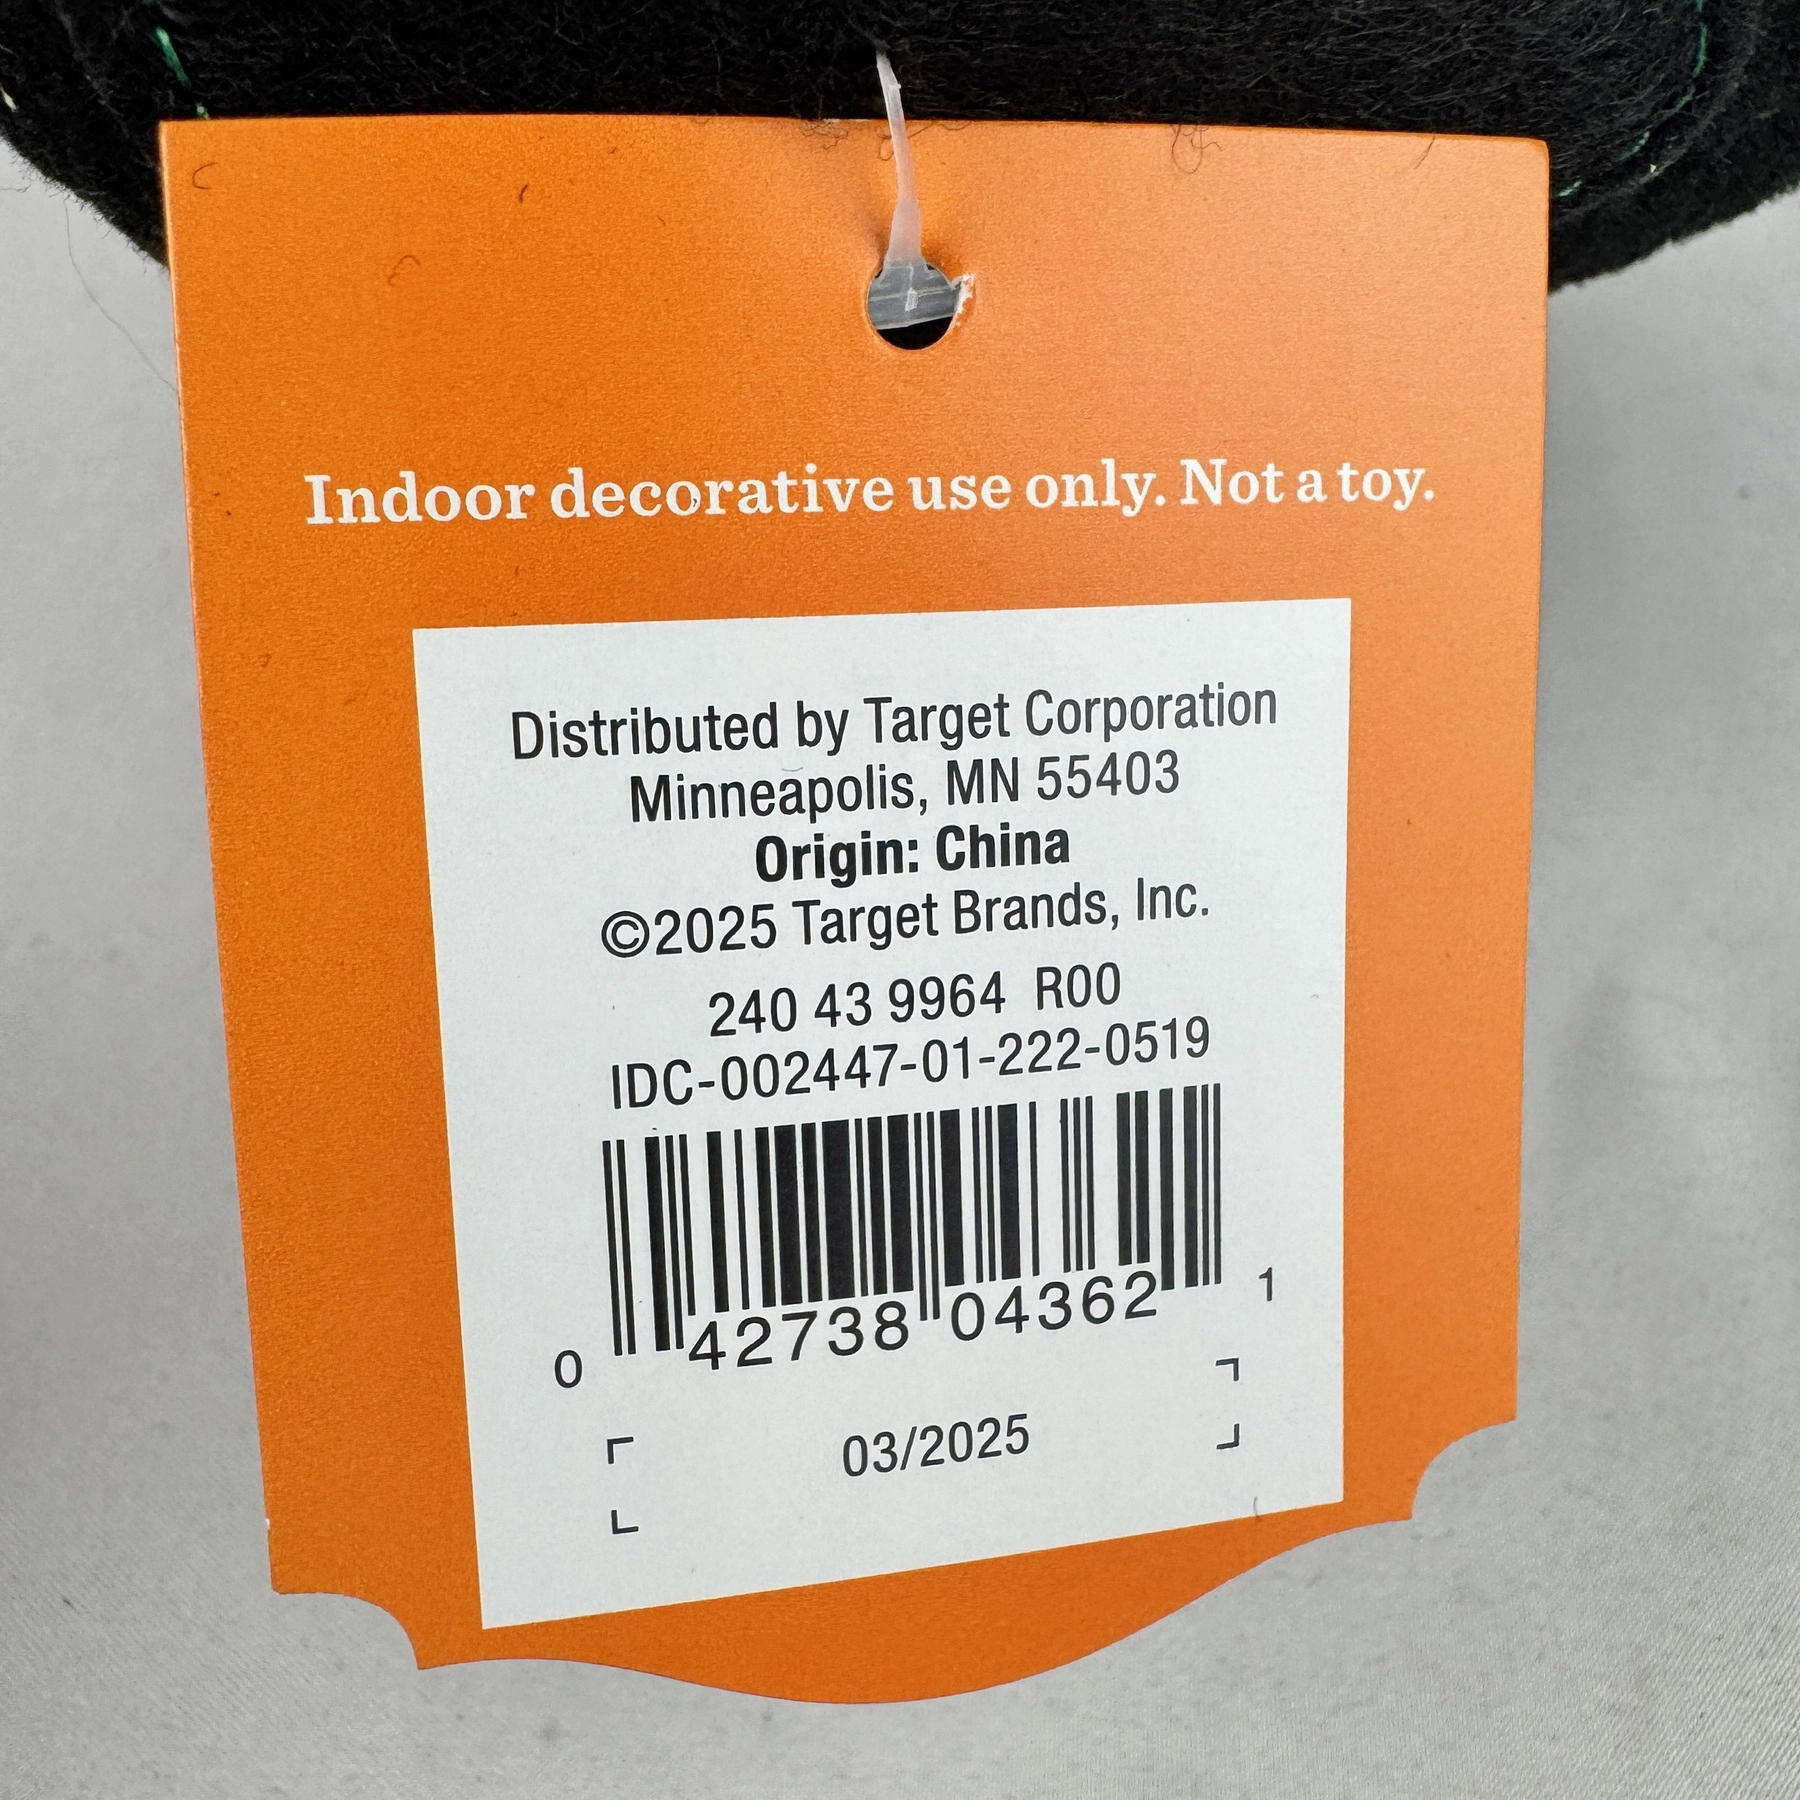 Indoor decorative use only. Not a toy.
Distributed by Target Corporation
Minneapolis, MN 55403
Origin: China
©2025 Target Brands, Inc.
240 43 9964 R00
IDC-002447-01-222-0519
0 42738 04362 1
03/2025